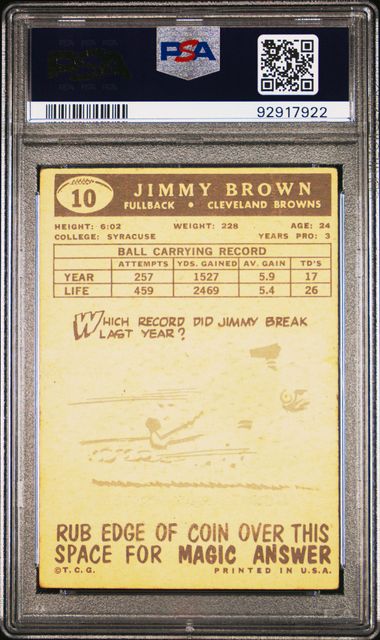 PSA
92917922
10
JIMMY BROWN
FULLBACK • CLEVELAND BROWNS
HEIGHT: 6:02 WEIGHT: 228 AGE: 24
COLLEGE: SYRACUSE YEARS PRO: 3
BALL CARRYING RECORD
ATTEMPTS YDS. GAINED AV. GAIN TD'S
YEAR 257 1527 5.9 17
LIFE 459 2469 5.4 26
WHICH RECORD DID JIMMY BREAK
LAST YEAR?
RUB EDGE OF COIN OVER THIS
SPACE FOR MAGIC ANSWER
©T.C.G. PRINTED IN U.S.A.